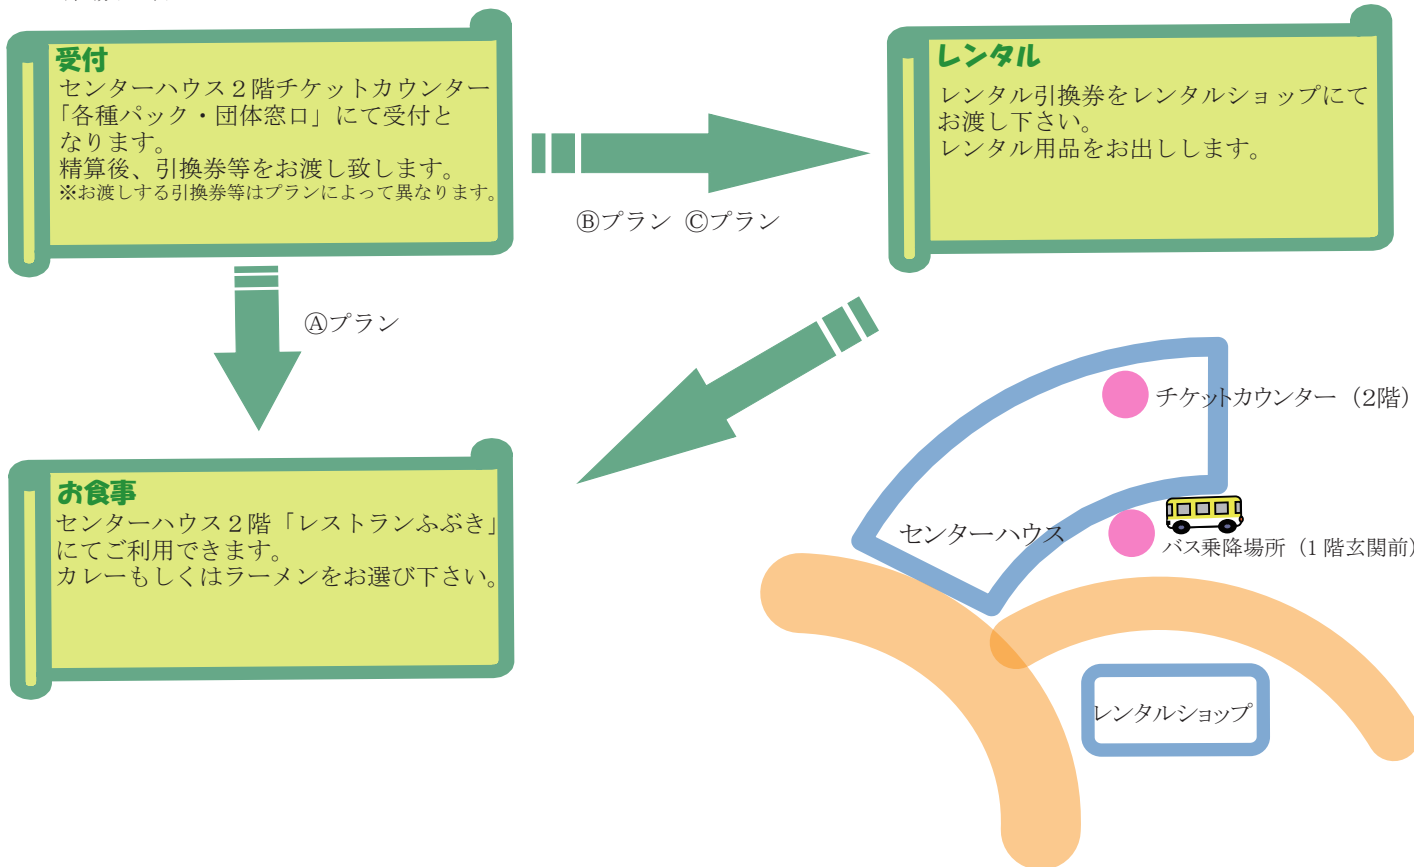 受付
センターハウス２階チケットカウンター
「各種パック・団体窓口」にて受付と
なります。
精算後、引換券等をお渡し致します。
※お渡しする引換券等はプランによって異なります。
レンタル
レンタル引換券をレンタルショップにて
お渡し下さい。
レンタル用品をお出しします。
Ⓑプラン Ⓒプラン
Ⓐプラン
お食事
センターハウス２階「レストランふぶき」
にてご利用できます。
カレーもしくはラーメンをお選び下さい。
チケットカウンター（2階）
センターハウス
バス乗降場所（1階玄関前）
レンタルショップ